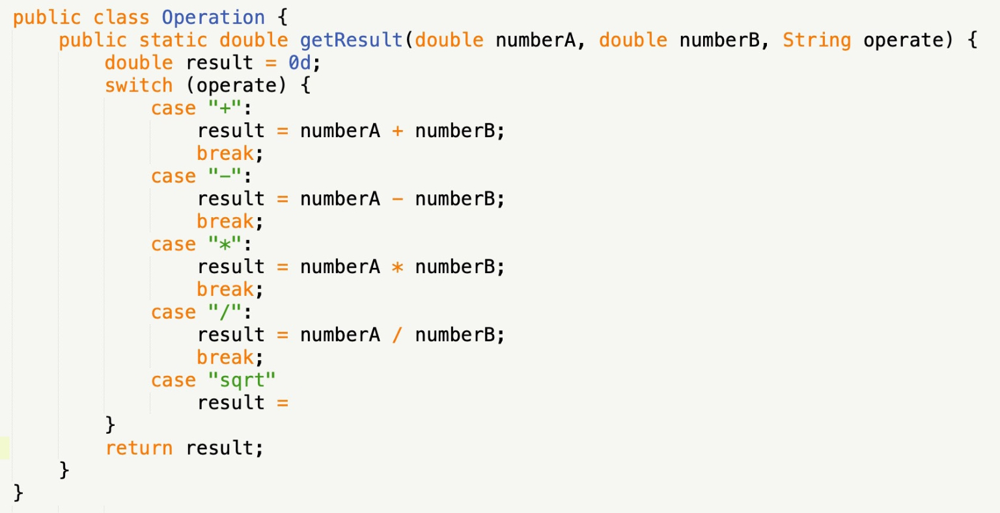 public class Operation {
    public static double getResult(double numberA, double numberB, String operate) {
        double result = 0d;
        switch (operate) {
            case "+":
                result = numberA + numberB;
                break;
            case "-":
                result = numberA - numberB;
                break;
            case "*":
                result = numberA * numberB;
                break;
            case "/":
                result = numberA / numberB;
                break;
            case "sqrt"
                result =
        }
        return result;
    }
}